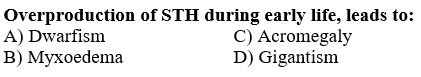 Overproduction of STH during early life, leads to:
A) Dwarfism C) Acromegaly
B) Myxoedema D) Gigantism